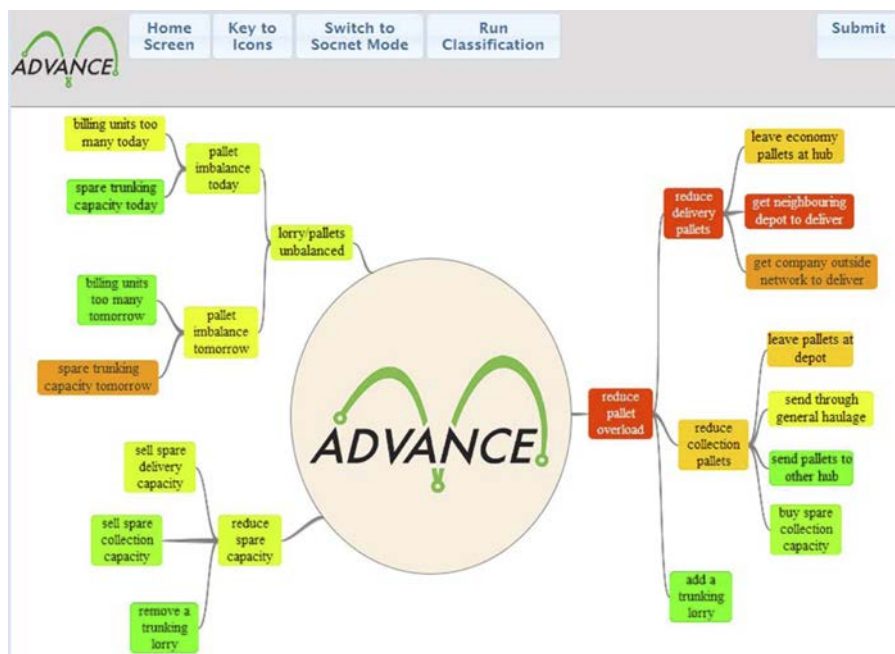 ADVANCE
Home
Screen
Key to
Icons
Switch to
Socnet Mode
Run
Classification
Submit
billing units too
many today
spare trunking
capacity today
pallet
imbalance
today
lorry/pallets
unbalanced
billing units
too many
tomorrow
pallet
imbalance
tomorrow
spare trunking
capacity tomorrow
sell spare
delivery
capacity
sell spare
collection
capacity
reduce
spare
capacity
remove a
trunking
lorry
ADVANCE
reduce
pallet
overload
reduce
delivery
pallets
leave economy
pallets at hub
get neighbouring
depot to deliver
get company outside
network to deliver
reduce
collection
pallets
leave pallets at
depot
send through
general haulage
send pallets to
other hub
buy spare
collection
capacity
add a
trunking
lorry